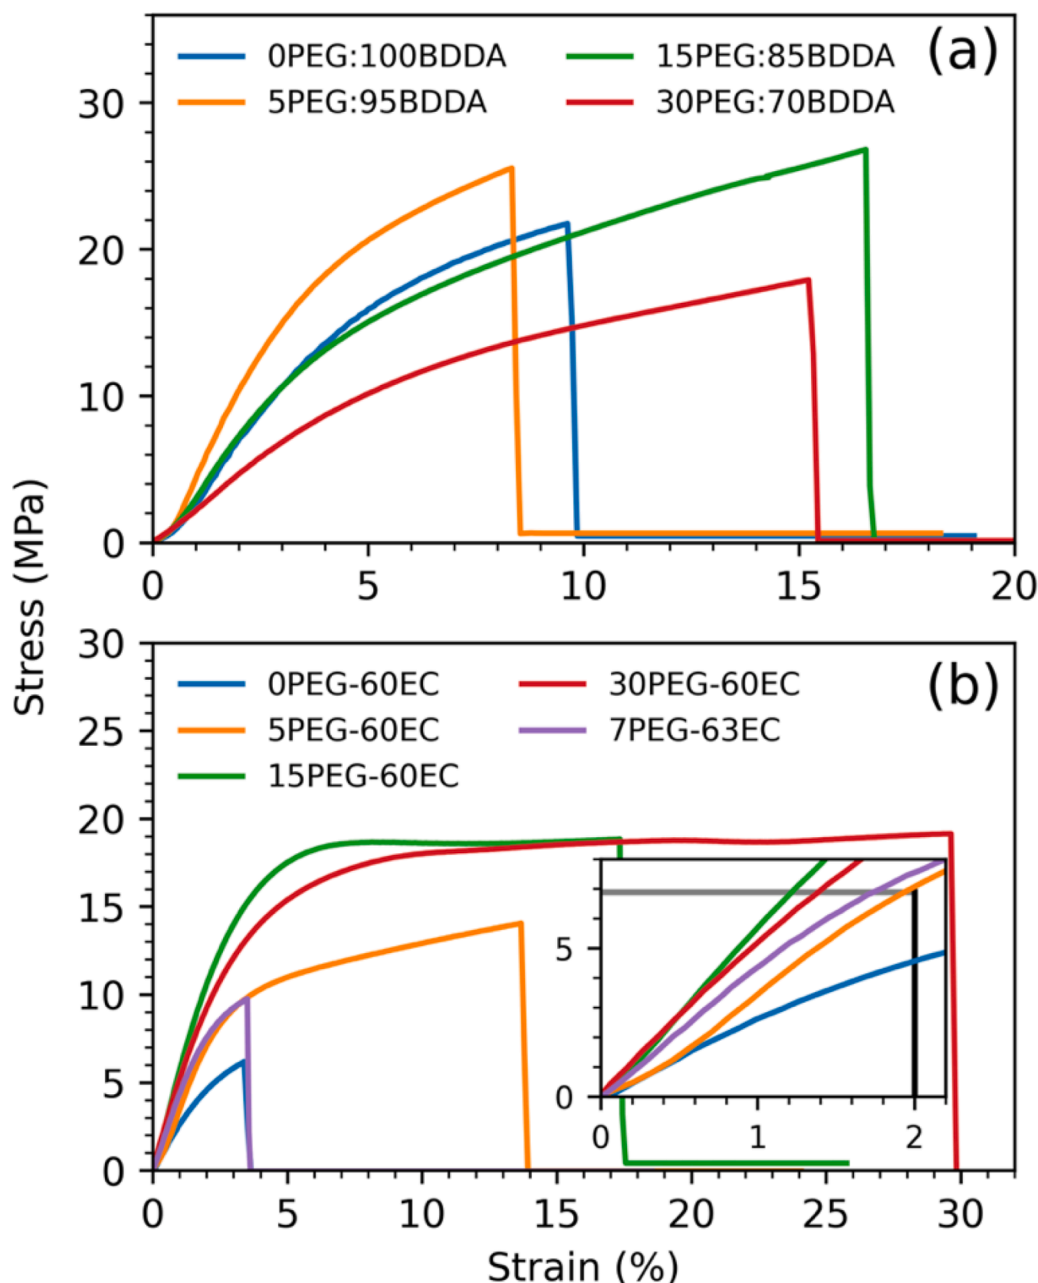 (a)
0PEG:100BDDA 15PEG:85BDDA
5PEG:95BDDA 30PEG:70BDDA
30
20
10
0
0 5 10 15 20
Stress (MPa)
(b)
0PEG-60EC 30PEG-60EC
5PEG-60EC 7PEG-63EC
15PEG-60EC
30
25
20
15
10
5
0
5
0
0 1 2
0 5 10 15 20 25 30
Strain (%)